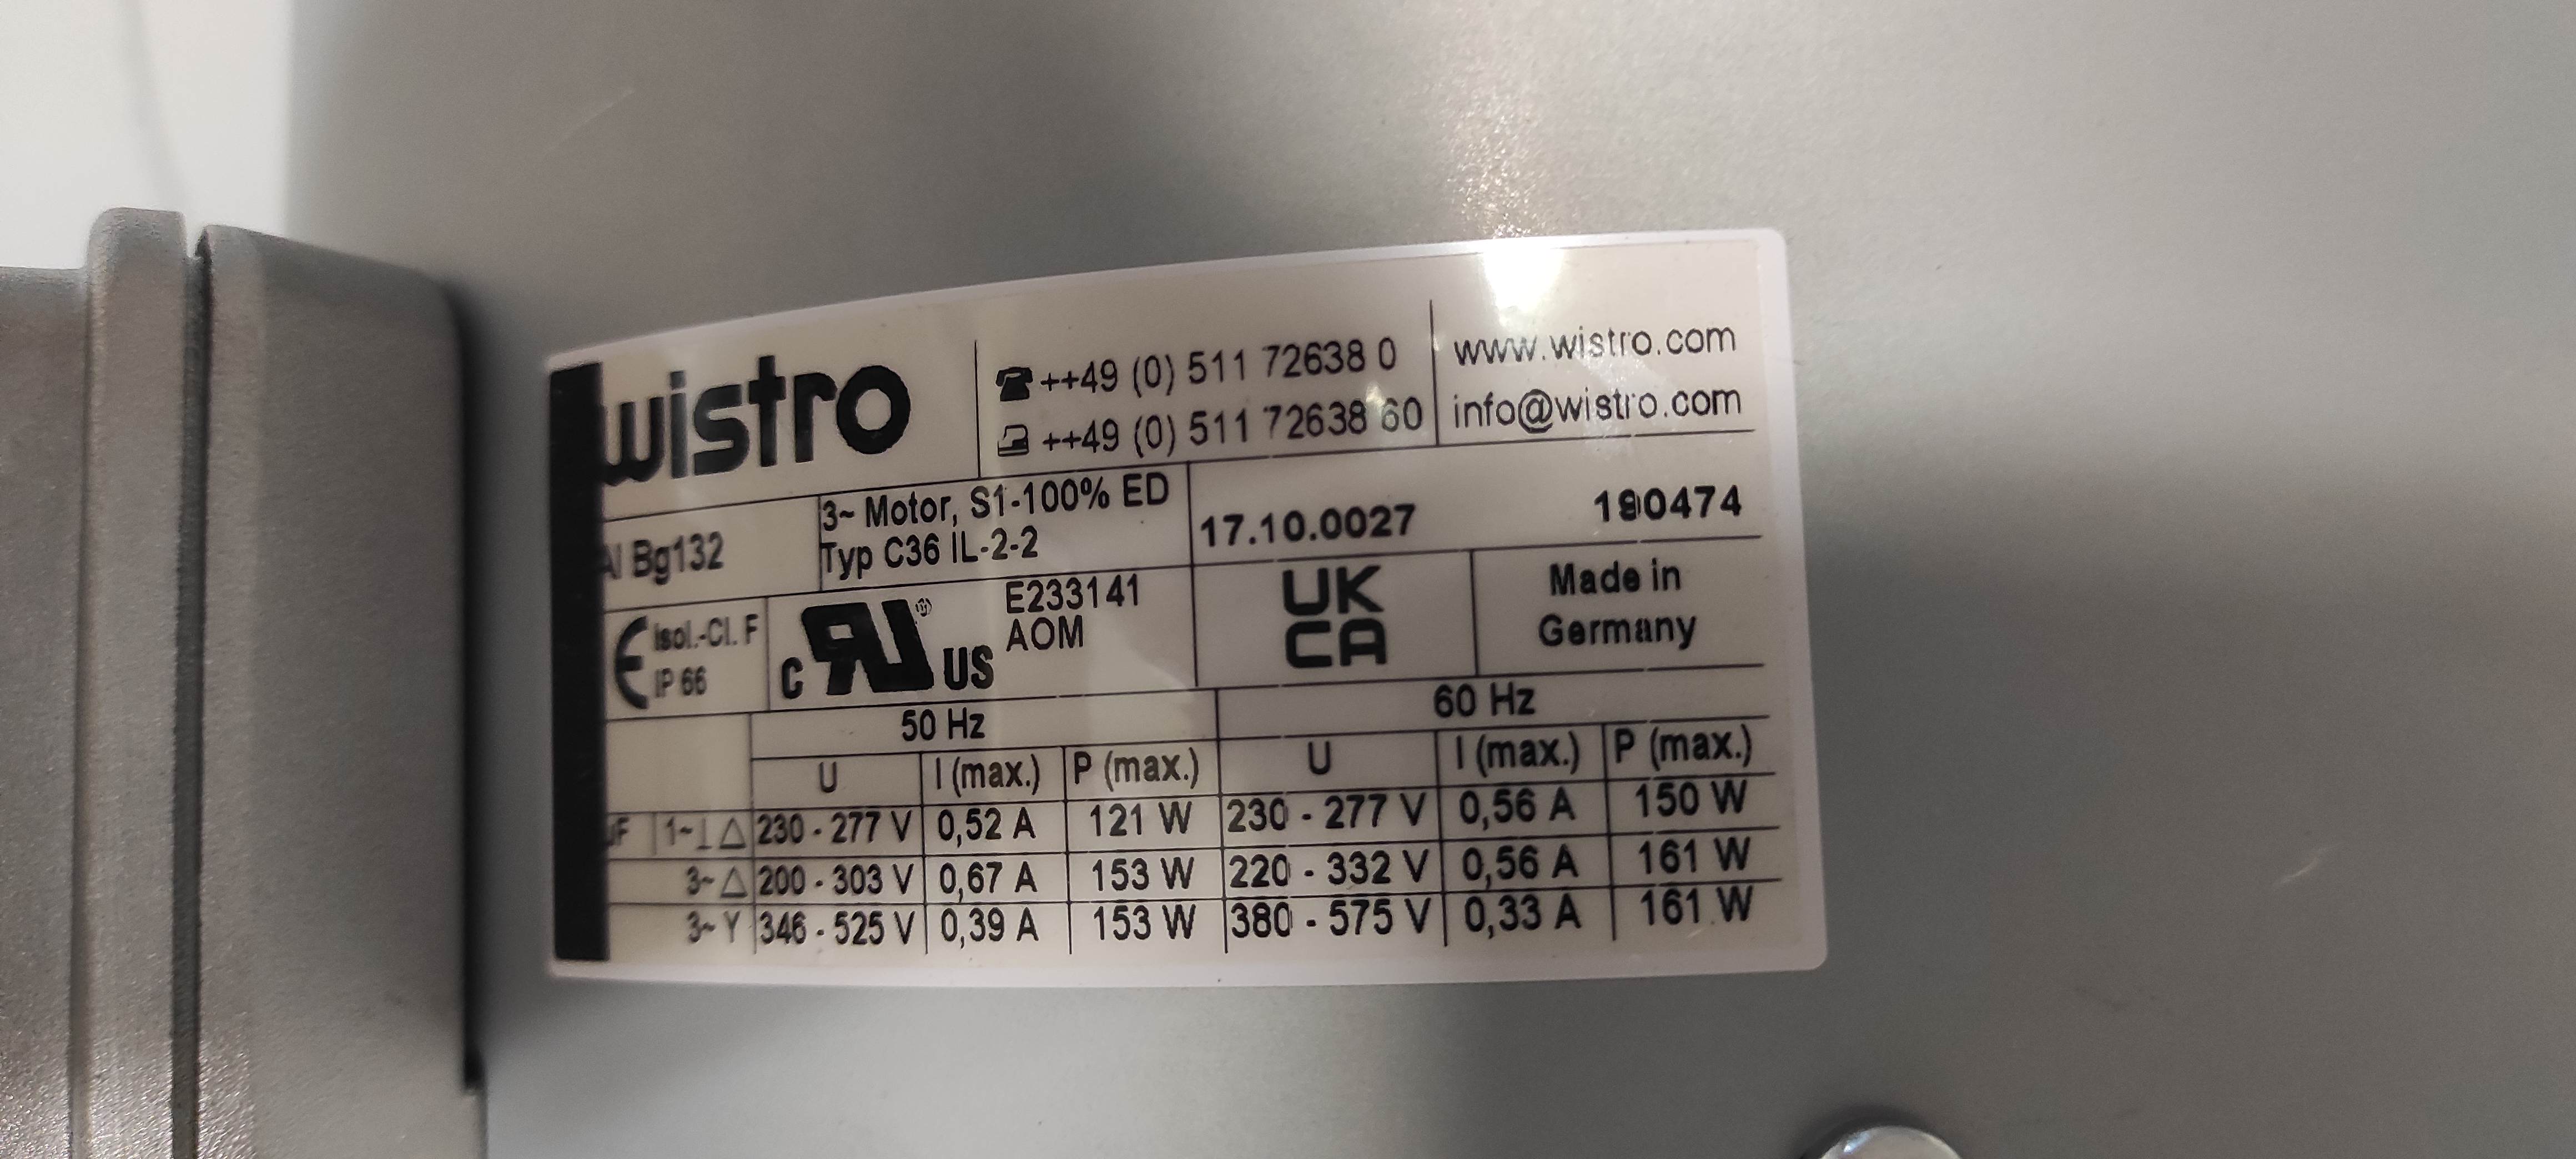 wistro
++49 (0) 511 72638 0
++49 (0) 511 72638 60
www.wistro.com
info@wistro.com
Bg132
3~ Motor, S1-100% ED
Typ C36 IL-2-2
17.10.0027
CE Isol.-Cl. F
IP 66
C RU ® US
E233141
AOM
UK
CA
Made in
Germany
50 Hz 60 Hz
U I (max.) P (max.) U I (max.) P (max.)
1~⊥ △ 230 - 277 V 0,52 A 121 W 230 - 277 V 0,56 A 150 W
3~ △ 200 - 303 V 0,67 A 153 W 220 - 332 V 0,56 A 161 W
3~ Y 346 - 525 V 0,39 A 153 W 380 - 575 V 0,33 A 161 W